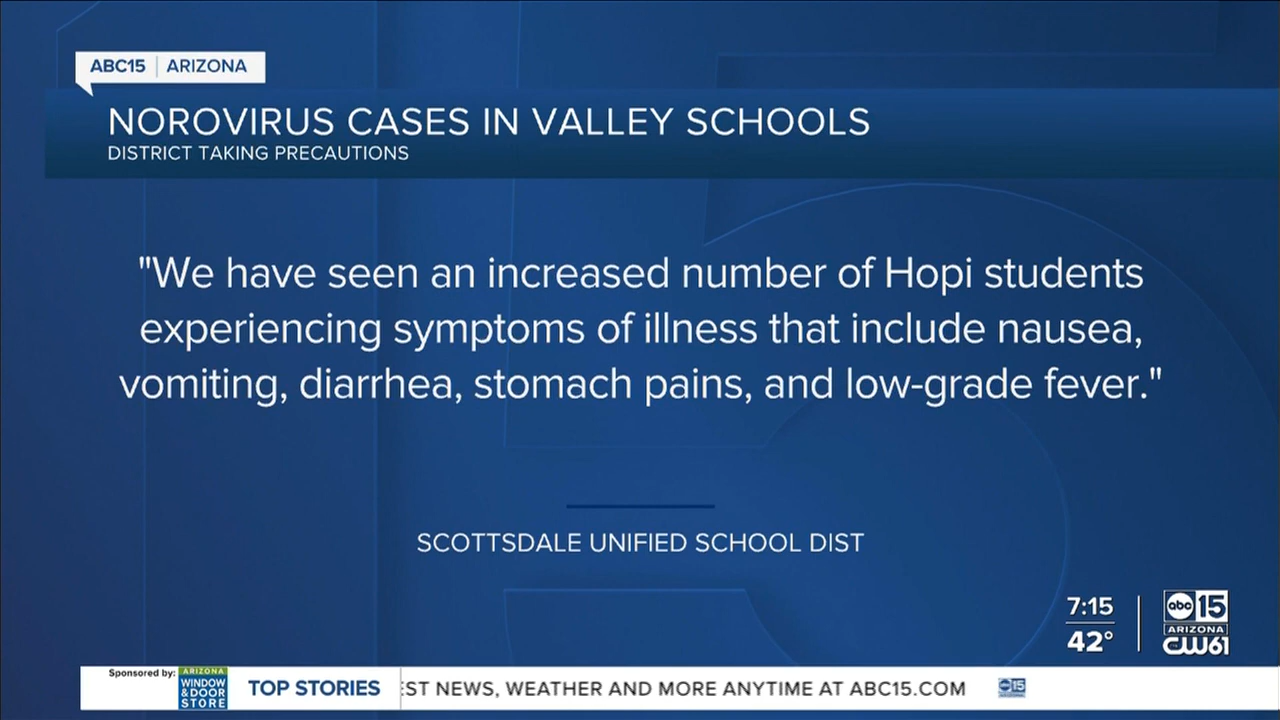 ABC15 | ARIZONA
NOROVIRUS CASES IN VALLEY SCHOOLS
DISTRICT TAKING PRECAUTIONS
"We have seen an increased number of Hopi students
experiencing symptoms of illness that include nausea,
vomiting, diarrhea, stomach pains, and low-grade fever."
SCOTTSDALE UNIFIED SCHOOL DIST
7:15
42°
abc 15
ARIZONA
CW61
Sponsored by:
ARIZONA
WINDOW
& DOOR
STORE
TOP STORIES
EST NEWS, WEATHER AND MORE ANYTIME AT ABC15.COM